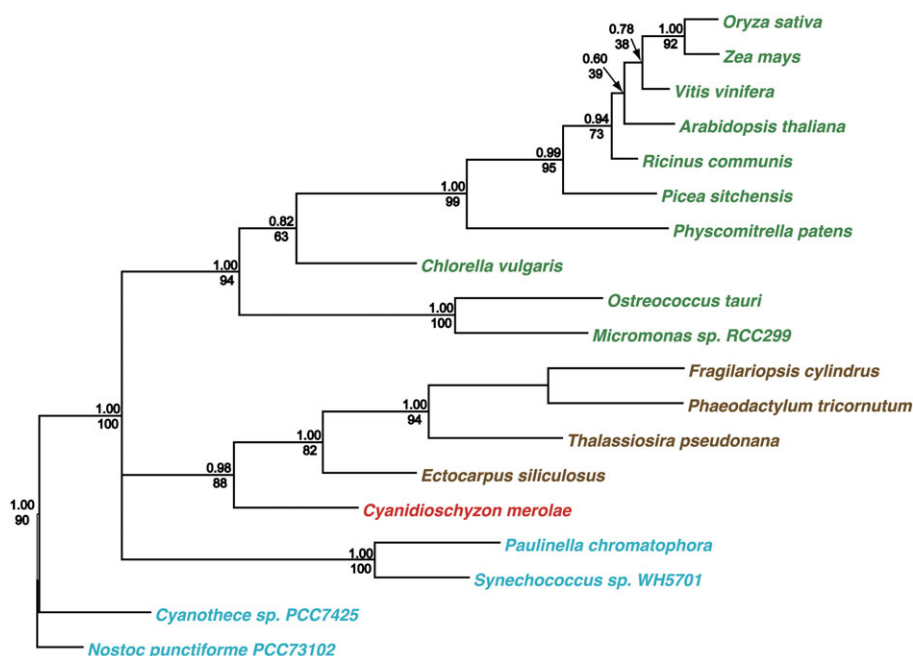 Oryza sativa
0.78
38
1.00
92
Zea mays
0.60
39
Vitis vinifera
0.94
73
Arabidopsis thaliana
0.99
95
Ricinus communis
1.00
99
Picea sitchensis
0.82
63
Physcomitrella patens
1.00
94
Chlorella vulgaris
1.00
100
Ostreococcus tauri
Micromonas sp. RCC299
Fragilariopsis cylindrus
1.00
94
Phaeodactylum tricornutum
1.00
100
Thalassiosira pseudonana
1.00
82
Ectocarpus siliculosus
0.98
88
Cyanidioschyzon merolae
1.00
90
Paulinella chromatophora
1.00
100
Synechococcus sp. WH5701
Cyanothece sp. PCC7425
Nostoc punctiforme PCC73102